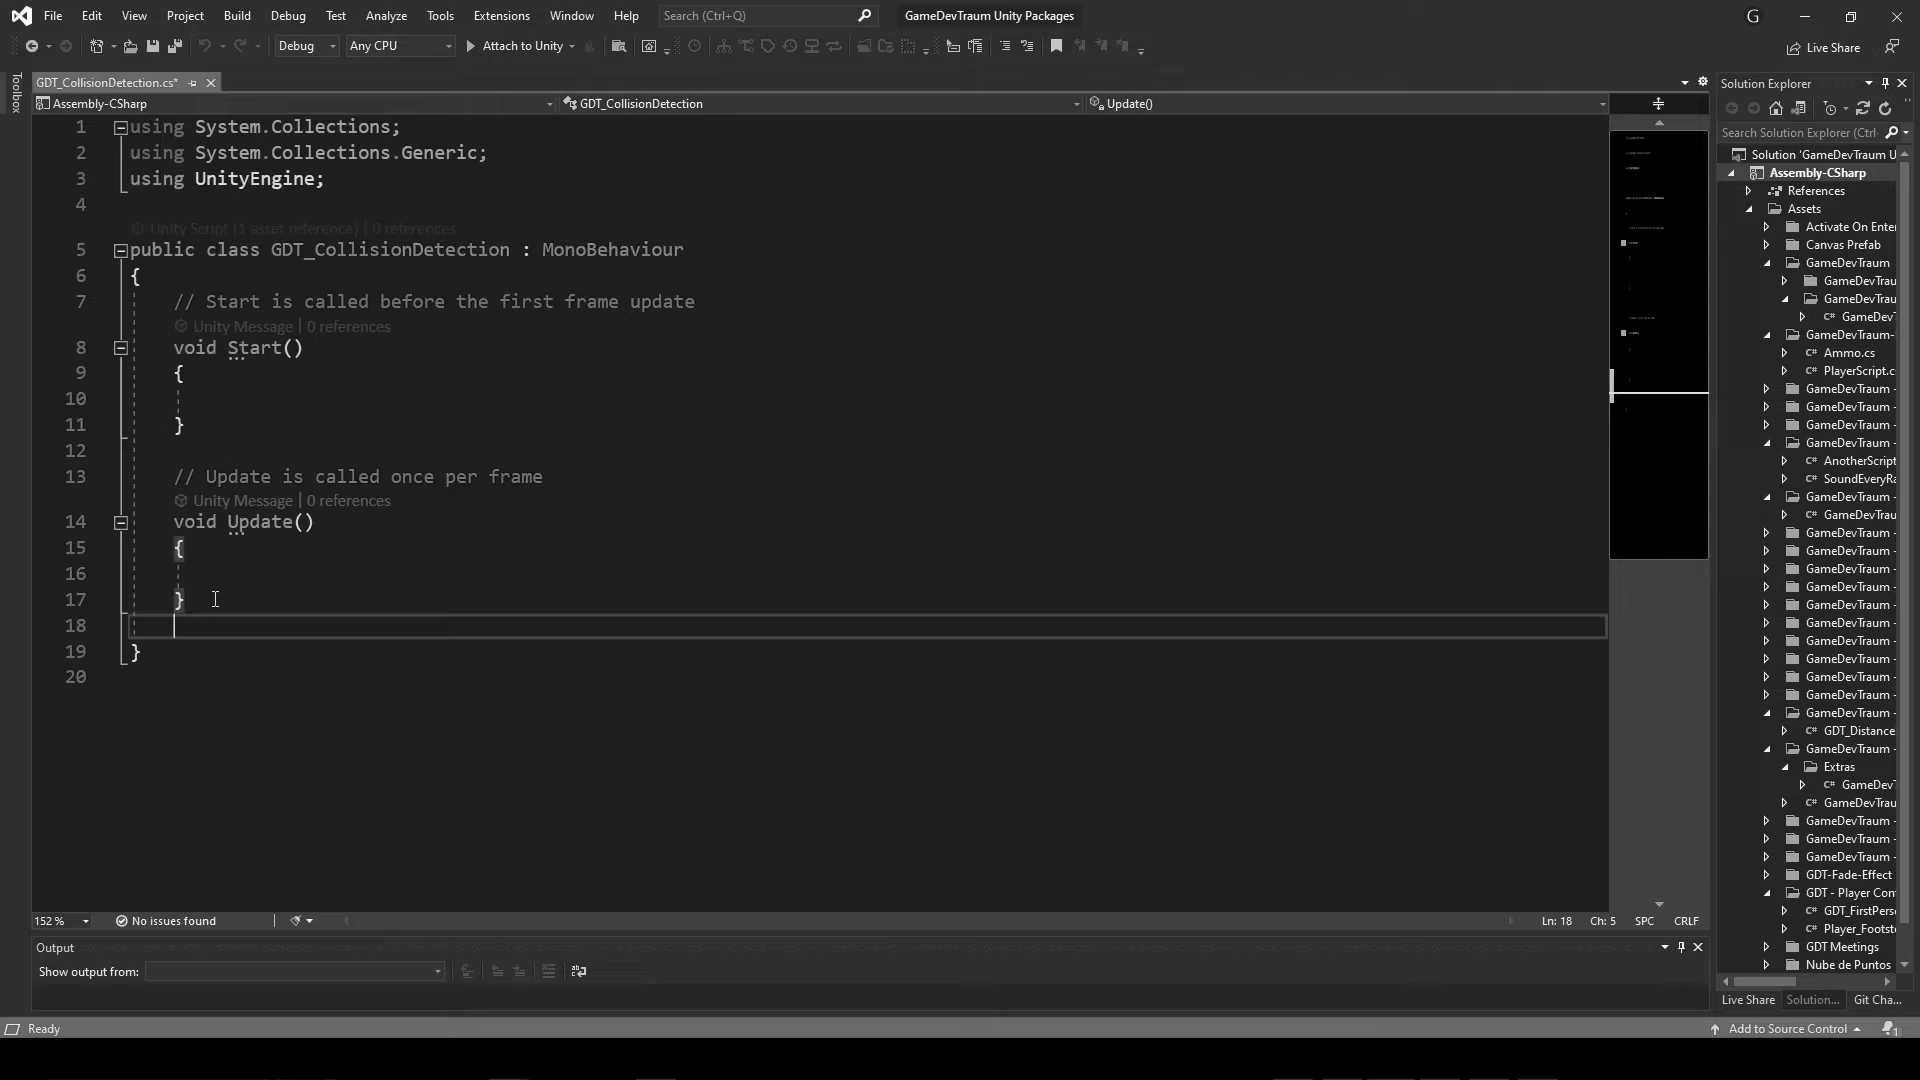 File Edit View Project Build Debug Test Analyze Tools Extensions Window Help Search (Ctrl+Q) GameDevTraum Unity Packages G
Debug Any CPU Attach to Unity Live Share
Toolbox
GDT_CollisionDetection.cs*
Assembly-CSharp GDT_CollisionDetection Update()
1 using System.Collections;
2 using System.Collections.Generic;
3 using UnityEngine;
4
Unity Script (1 asset reference) | 0 references
5 public class GDT_CollisionDetection : MonoBehaviour
6 {
7 // Start is called before the first frame update
Unity Message | 0 references
8 void Start()
9 {
10
11 }
12
13 // Update is called once per frame
Unity Message | 0 references
14 void Update()
15 {
16
17 }
18
19 }
20
152 % No issues found Ln: 18 Ch: 5 SPC CRLF
Output
Show output from:
Solution Explorer
Search Solution Explorer (Ctrl
Solution 'GameDevTraum U
Assembly-CSharp
References
Assets
Activate On Enter
Canvas Prefab
GameDevTraum
GameDevTrau
GameDevTrau
GameDevT
GameDevTraum-
Ammo.cs
PlayerScript.c
GameDevTraum -
GameDevTraum -
GameDevTraum -
GameDevTraum -
AnotherScript
SoundEveryRa
GameDevTraum -
GameDevTrau
GameDevTraum -
GameDevTraum -
GameDevTraum -
GameDevTraum -
GameDevTraum -
GameDevTraum -
GameDevTraum -
GameDevTraum -
GameDevTraum -
GameDevTraum -
GameDevTraum -
GDT_Distance
GameDevTraum -
Extras
GameDevT
GameDevTrau
GameDevTraum -
GameDevTraum -
GameDevTraum -
GDT-Fade-Effect
GDT - Player Con
GDT_FirstPers
Player_Footst
GDT Meetings
Nube de Puntos
Live Share Solution... Git Cha...
Ready Add to Source Control 1